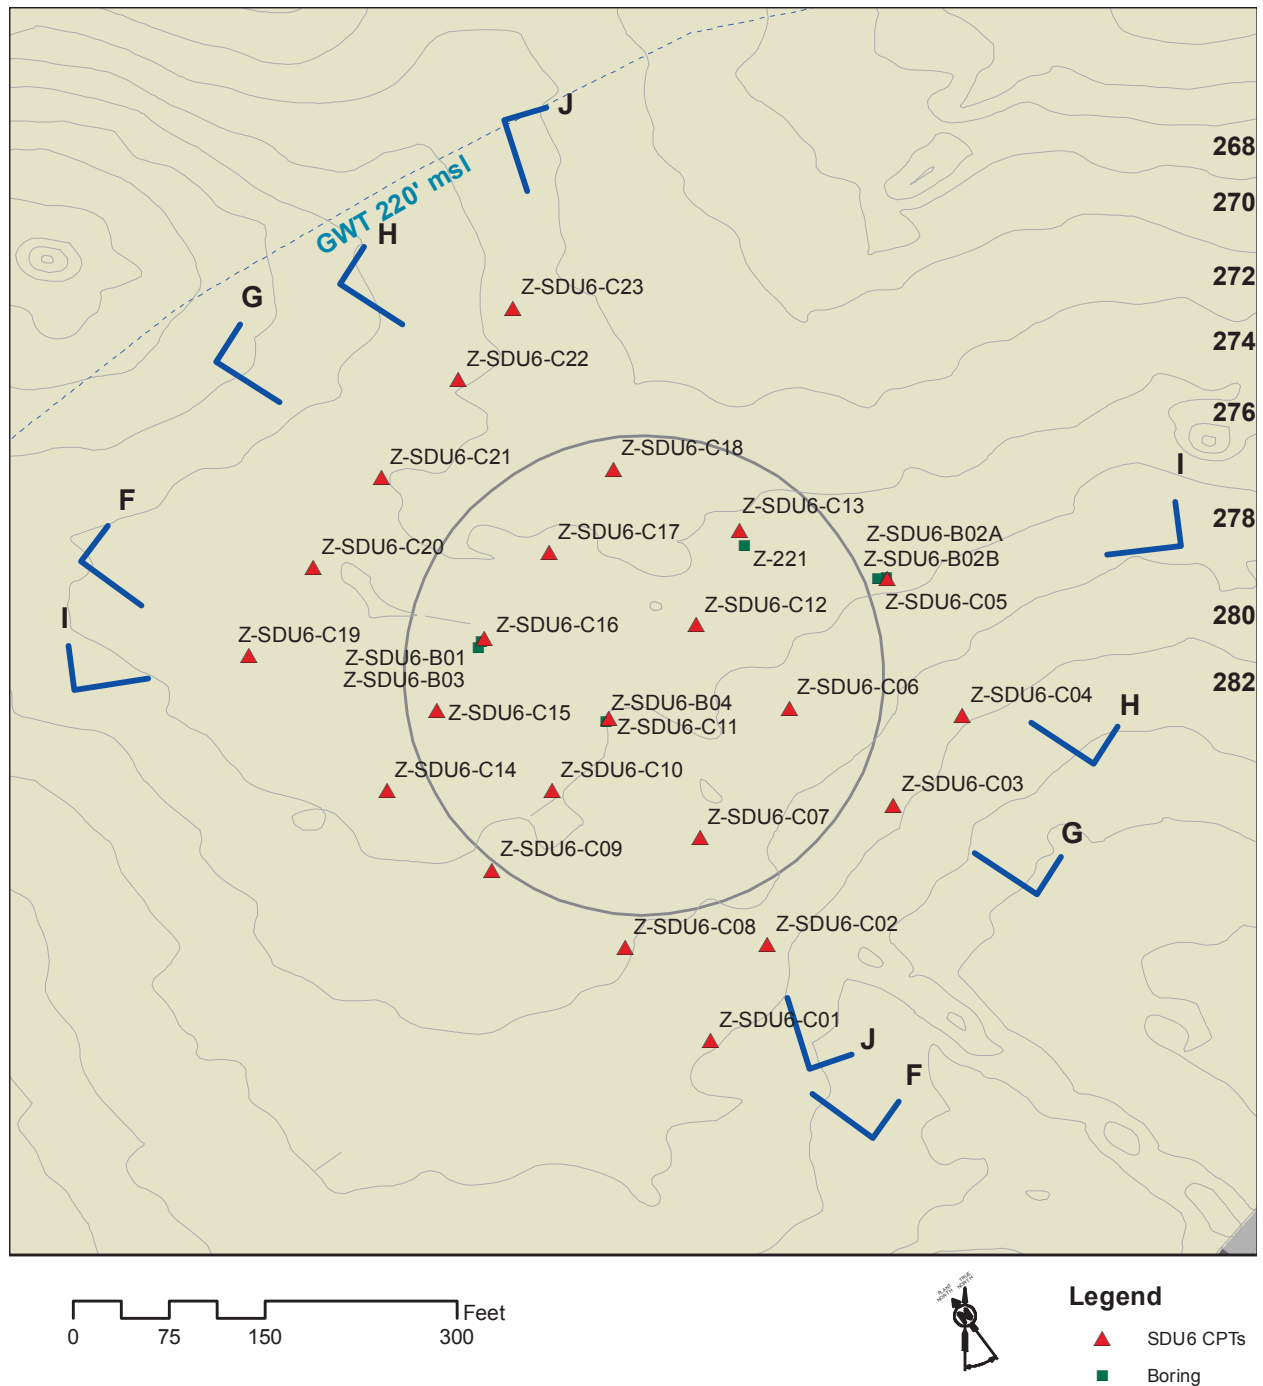 J
268
GWT 220' msl
270
H
272
G
Z-SDU6-C23
274
Z-SDU6-C22
276
Z-SDU6-C18
Z-SDU6-C21
I
F
Z-SDU6-C13
278
Z-SDU6-B02A
Z-SDU6-C17
Z-SDU6-C20
Z-221
Z-SDU6-B02B
Z-SDU6-C05
Z-SDU6-C12
I
280
Z-SDU6-C16
Z-SDU6-C19
Z-SDU6-B01
Z-SDU6-B03
282
Z-SDU6-C06
Z-SDU6-C04
Z-SDU6-B04
H
Z-SDU6-C15
Z-SDU6-C11
Z-SDU6-C14
Z-SDU6-C10
Z-SDU6-C03
Z-SDU6-C07
G
Z-SDU6-C09
Z-SDU6-C08
Z-SDU6-C02
Z-SDU6-C01
J
F
PLANT NORTH
TRUE NORTH
Legend
Feet
0 75 150 300
SDU6 CPTs
Boring